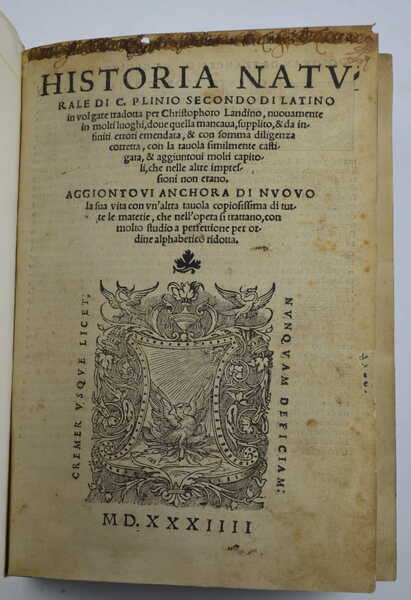 HISTORIA NATV-
RALE DI C. PLINIO SECONDO DI LATINO
in volgare tradotta per Christophoro Landino, nuouamente
in molti luoghi, doue quella mancaua, supplito, & da in-
finiti errori emendata, & con somma diligenza
corretta, con la tauola similmente casti
gata, & aggiuntoui molti capito-
li, che nelle altre impres-
sioni non erano.
AGGIONTOVI ANCHORA DI NVOVO
la sua vita con vn'altra tauola copiosissima di tut-
te le materie, che nell'opera si trattano, con
molto studio a perfettione per or-
dine alphabetico ridotta.
CREMER VSQVE LICET;
NVNQVAM DEFICIAM;
MD.XXXIIII